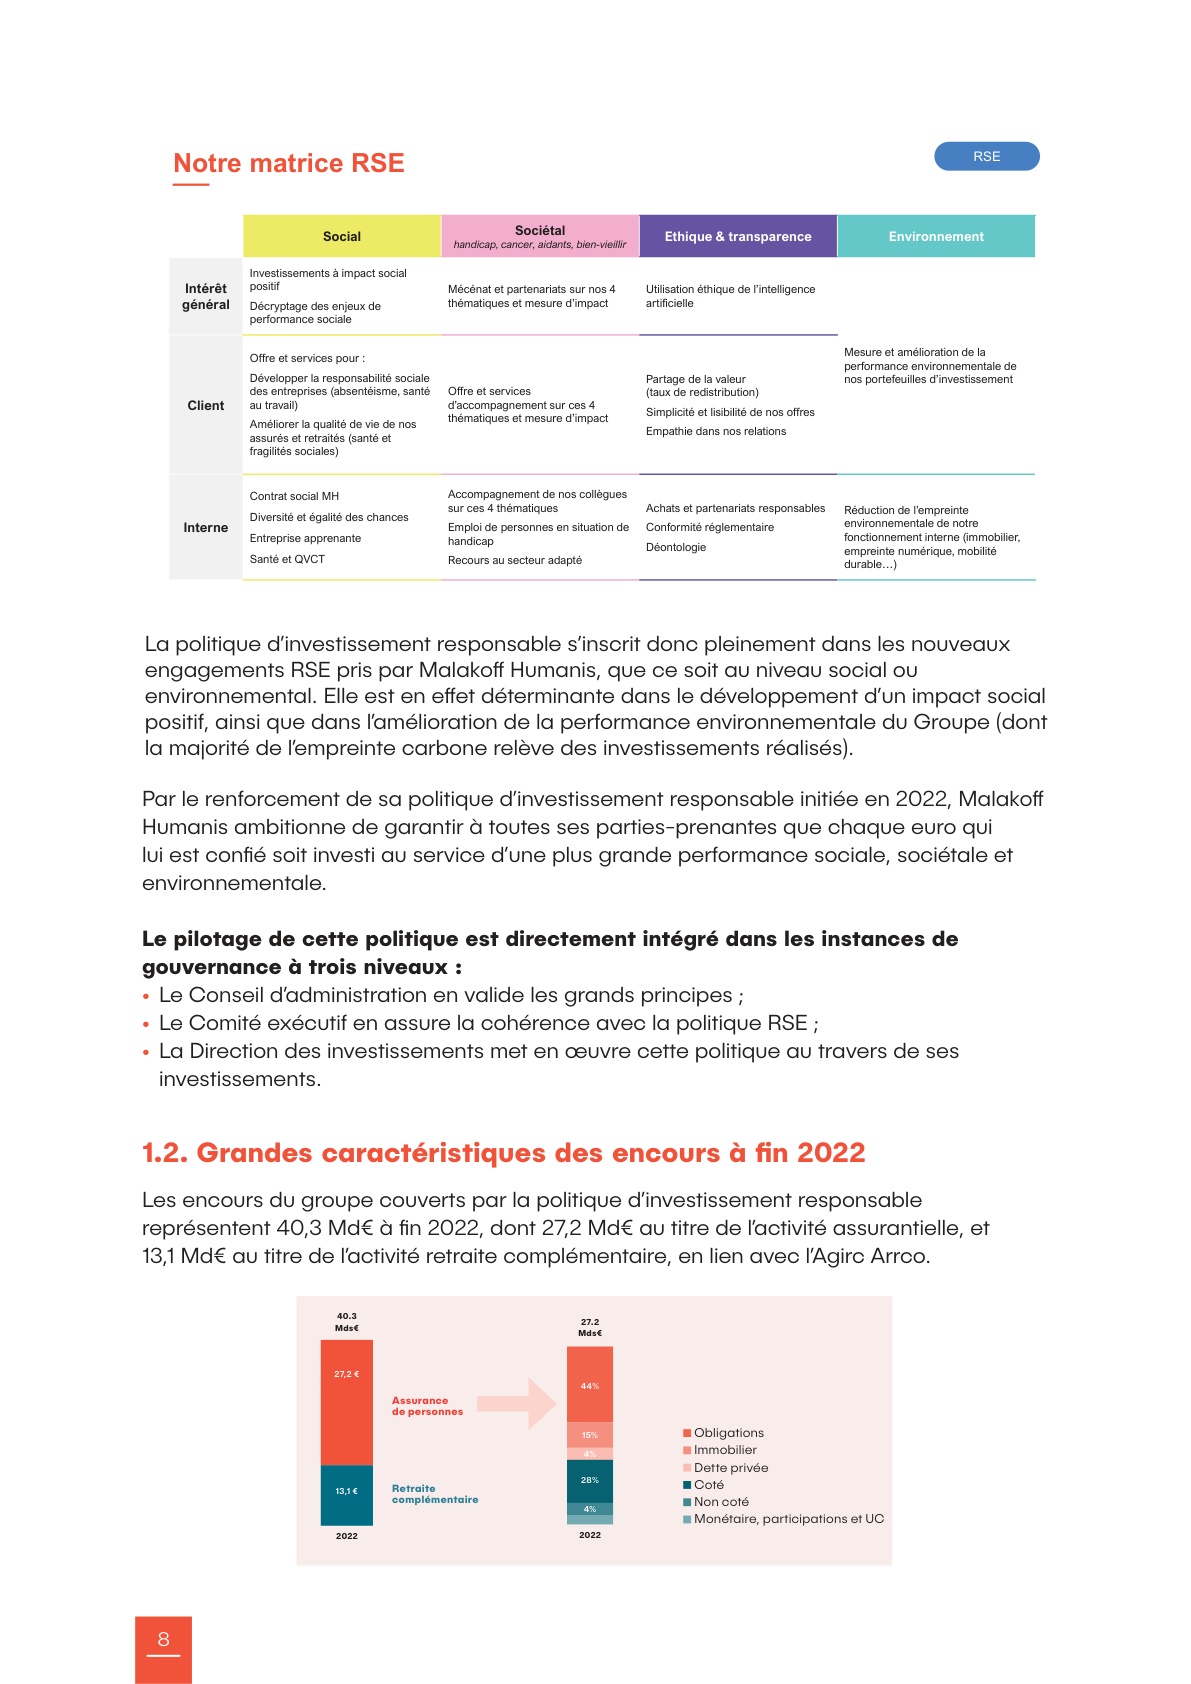 Notre matrice RSE
RSE
Social
Sociétal
handicap, cancer, aidants, bien-vieillir
Ethique & transparence
Environnement
Intérêt
général
Investissements à impact social
positif
Décryptage des enjeux de
performance sociale
Mécénat et partenariats sur nos 4
thématiques et mesure d’impact
Utilisation éthique de l’intelligence
artificielle
Mesure et amélioration de la
performance environnementale de
nos portefeuilles d’investissement
Client
Offre et services pour :
Développer la responsabilité sociale
des entreprises (absentéisme, santé
au travail)
Améliorer la qualité de vie de nos
assurés et retraités (santé et
fragilités sociales)
Offre et services
d’accompagnement sur ces 4
thématiques et mesure d’impact
Partage de la valeur
(taux de redistribution)
Simplicité et lisibilité de nos offres
Empathie dans nos relations
Interne
Contrat social MH
Diversité et égalité des chances
Entreprise apprenante
Santé et QVCT
Accompagnement de nos collègues
sur ces 4 thématiques
Emploi de personnes en situation de
handicap
Recours au secteur adapté
Achats et partenariats responsables
Conformité réglementaire
Déontologie
Réduction de l’empreinte
environnementale de notre
fonctionnement interne (immobilier,
empreinte numérique, mobilité
durable…)
La politique d’investissement responsable s’inscrit donc pleinement dans les nouveaux
engagements RSE pris par Malakoff Humanis, que ce soit au niveau social ou
environnemental. Elle est en effet déterminante dans le développement d’un impact social
positif, ainsi que dans l’amélioration de la performance environnementale du Groupe (dont
la majorité de l’empreinte carbone relève des investissements réalisés).
Par le renforcement de sa politique d’investissement responsable initiée en 2022, Malakoff
Humanis ambitionne de garantir à toutes ses parties-prenantes que chaque euro qui
lui est confié soit investi au service d’une plus grande performance sociale, sociétale et
environnementale.
Le pilotage de cette politique est directement intégré dans les instances de
gouvernance à trois niveaux :
• Le Conseil d’administration en valide les grands principes ;
• Le Comité exécutif en assure la cohérence avec la politique RSE ;
• La Direction des investissements met en œuvre cette politique au travers de ses
investissements.
1.2. Grandes caractéristiques des encours à fin 2022
Les encours du groupe couverts par la politique d’investissement responsable
représentent 40,3 Md€ à fin 2022, dont 27,2 Md€ au titre de l’activité assurantielle, et
13,1 Md€ au titre de l’activité retraite complémentaire, en lien avec l’Agirc Arrco.
40.3
Mds€
27,2 €
13,1 €
2022
Assurance
de personnes
Retraite
complémentaire
27.2
Mds€
44%
15%
4%
28%
4%
2022
Obligations
Immobilier
Dette privée
Coté
Non coté
Monétaire, participations et UC
8